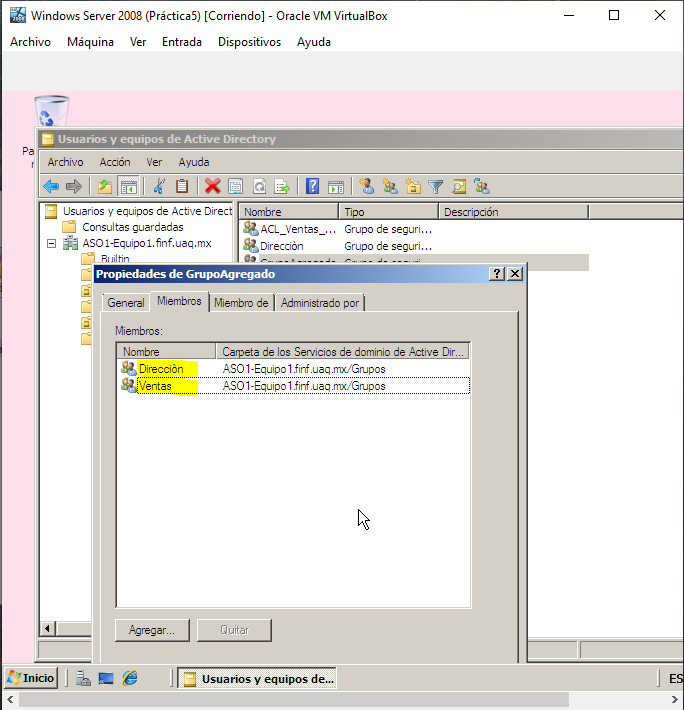 Windows Server 2008 (Práctica5) [Corriendo] - Oracle VM VirtualBox
Archivo Máquina Ver Entrada Dispositivos Ayuda
Usuarios y equipos de Active Directory
Archivo Acción Ver Ayuda
Usuarios y equipos de Active Direct
Consultas guardadas
ASO1-Equipo1.finf.uaq.mx
Builtin
Nombre Tipo Descripción
ACL_Ventas_... Grupo de seguri...
Direcciòn Grupo de seguri...
GrupoAgregado Grupo de seguri...
Propiedades de GrupoAgregado
General Miembros Miembro de Administrado por
Miembros:
Nombre Carpeta de los Servicios de dominio de Active Dir...
Direcciòn ASO1-Equipo1.finf.uaq.mx/Grupos
Ventas ASO1-Equipo1.finf.uaq.mx/Grupos
Agregar... Quitar
Inicio Usuarios y equipos de... ES